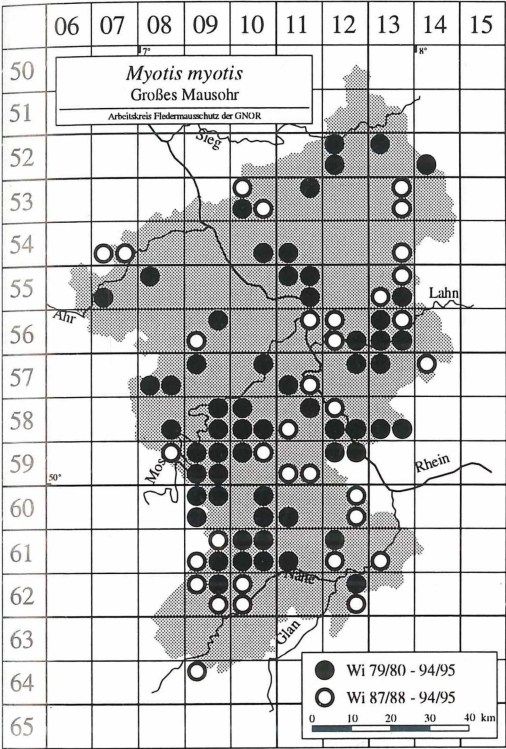 06 07 08 09 10 11 12 13 14 15
7° 8°
Myotis myotis
Großes Mausohr
Arbeitskreis Fledermausschutz der GNOR
50
51
Sieg
52
53
54
55
Lahn
Ahr
56
57
58
59
Mos
Rhein
50°
60
61
Nahe
62
63
Glan
64
65
Wi 79/80 - 94/95
Wi 87/88 - 94/95
km
0 10 20 30 40